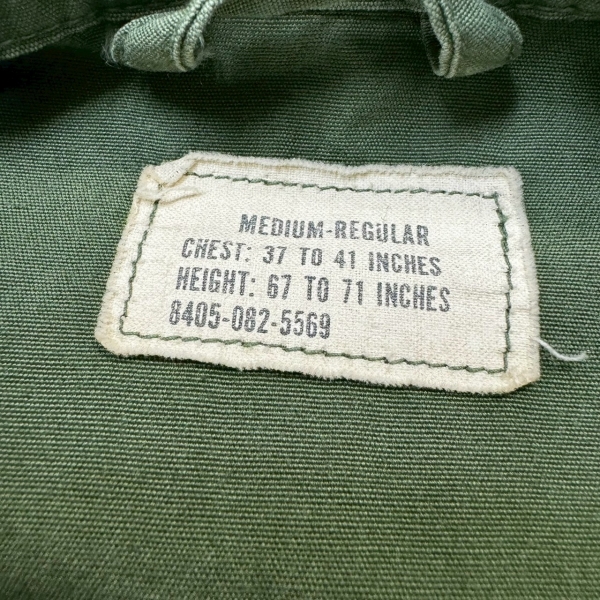 MEDIUM-REGULAR
CHEST: 37 TO 41 INCHES
HEIGHT: 67 TO 71 INCHES
8405-082-5569